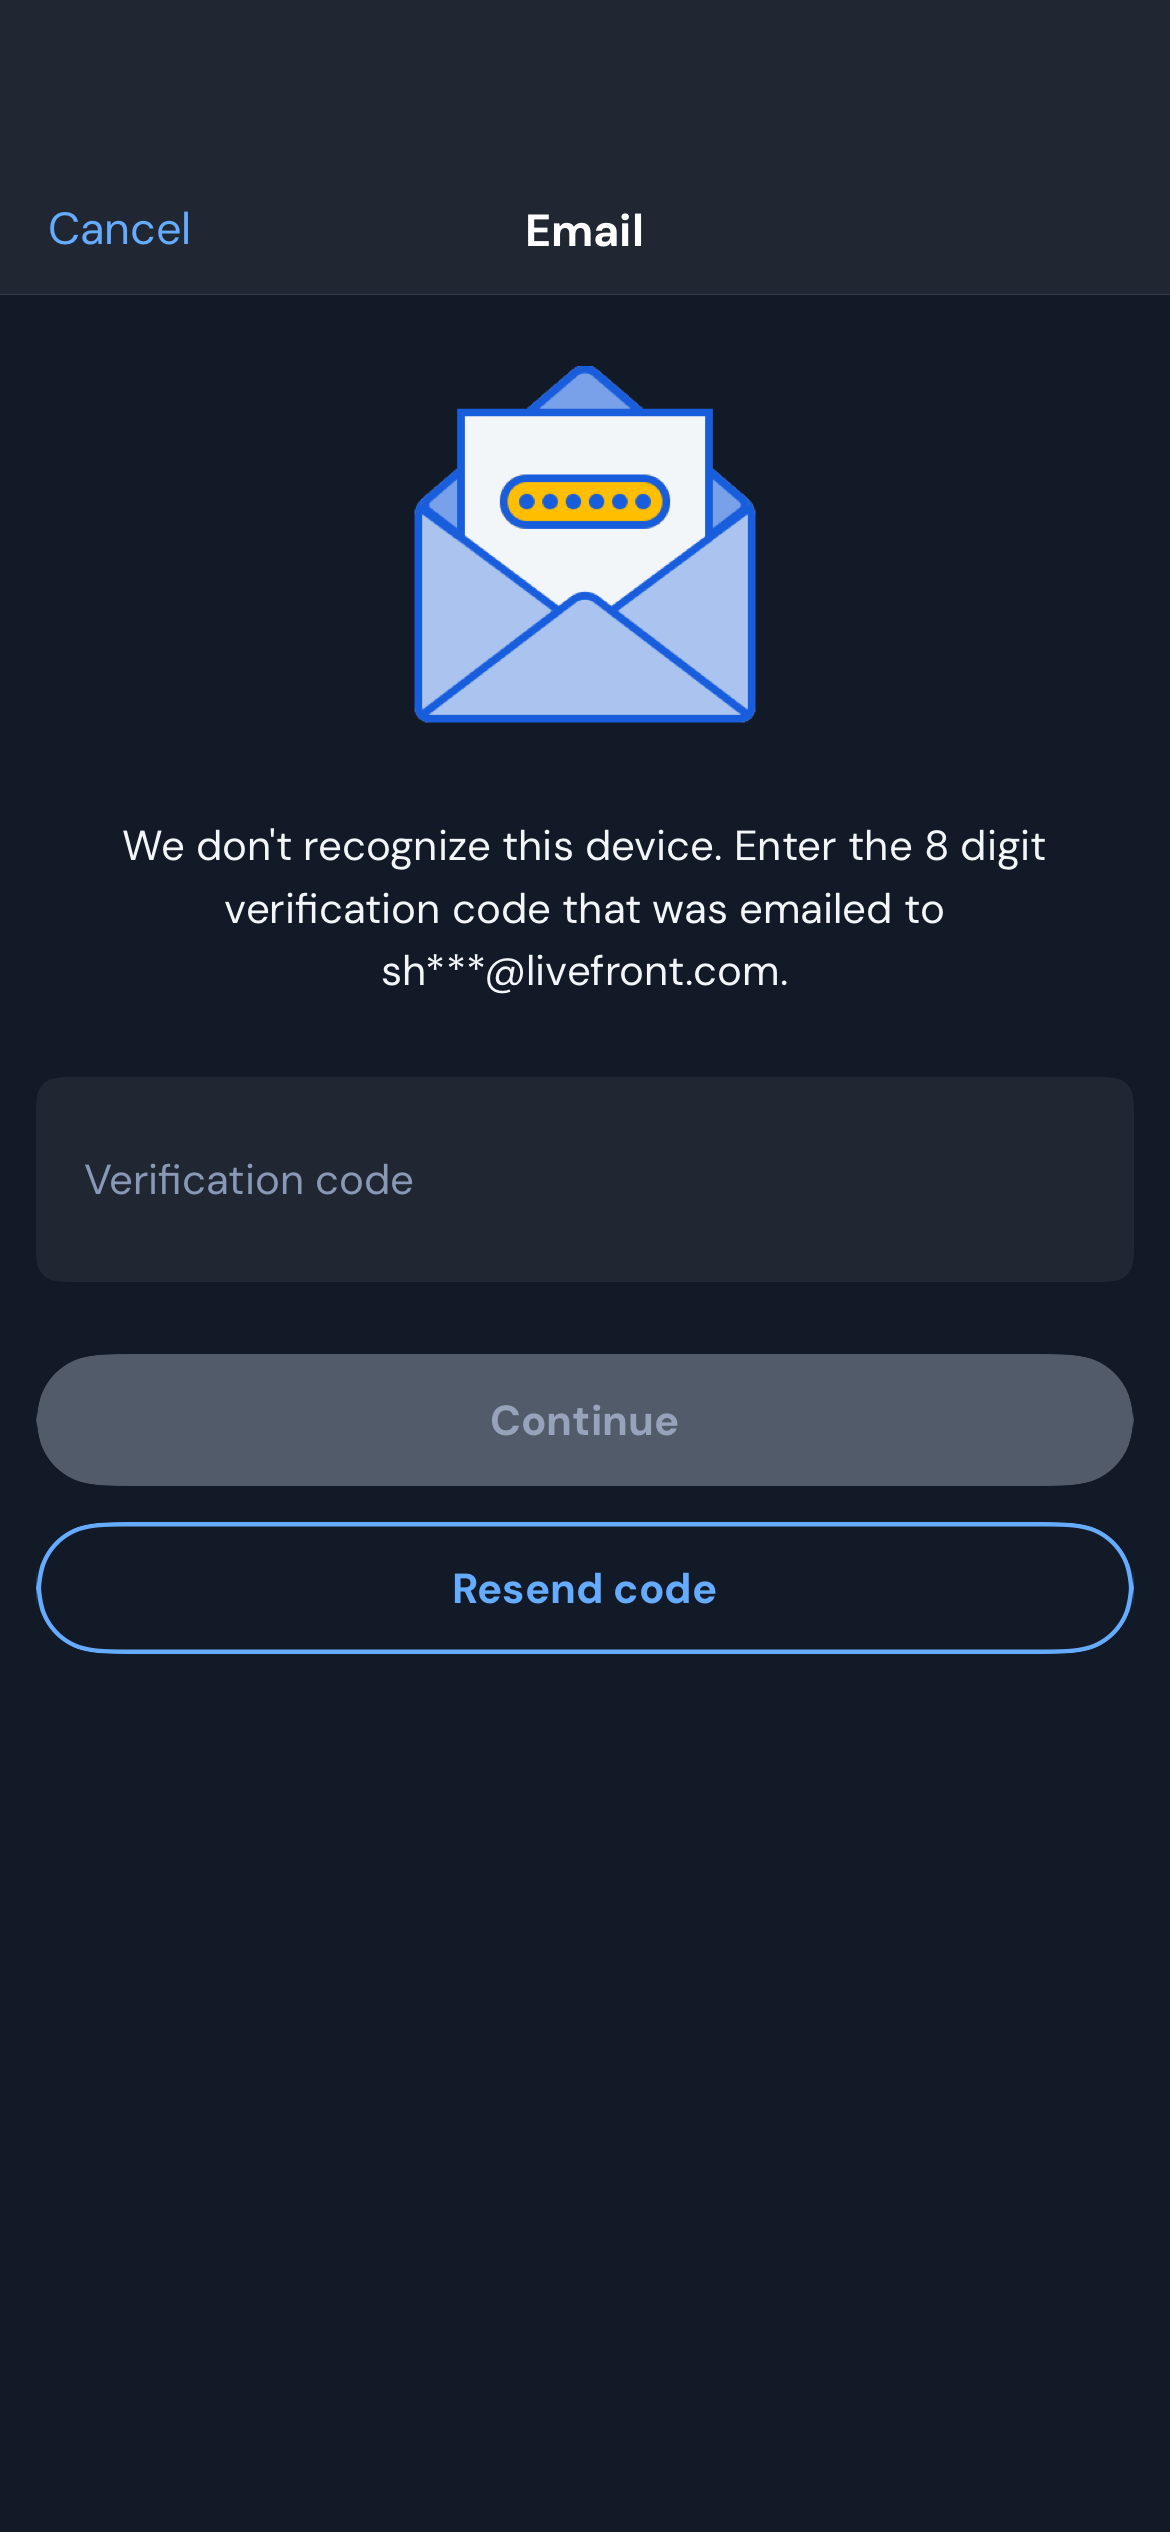 Cancel
Email
We don't recognize this device. Enter the 8 digit
verification code that was emailed to
sh***@livefront.com.
Verification code
Continue
Resend code